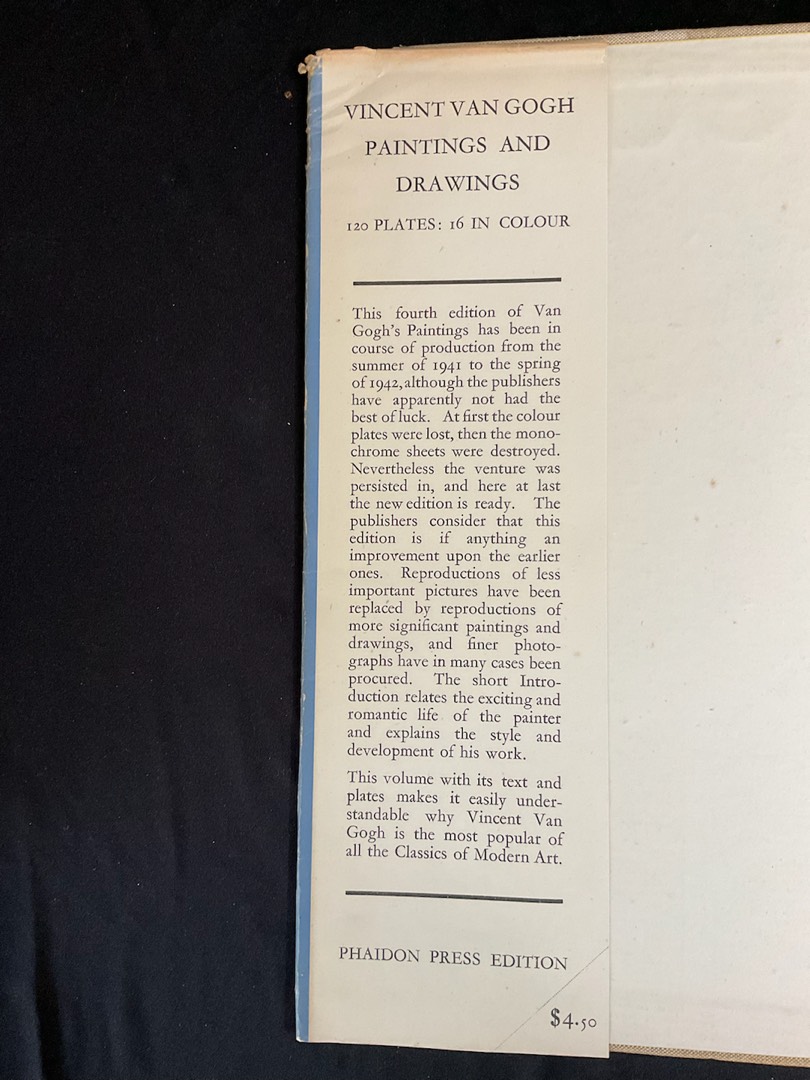 VINCENT VAN GOGH
PAINTINGS AND
DRAWINGS
120 PLATES: 16 IN COLOUR
This fourth edition of Van
Gogh's Paintings has been in
course of production from the
summer of 1941 to the spring
of 1942, although the publishers
have apparently not had the
best of luck. At first the colour
plates were lost, then the mono-
chrome sheets were destroyed.
Nevertheless the venture was
persisted in, and here at last
the new edition is ready. The
publishers consider that this
edition is if anything an
improvement upon the earlier
ones. Reproductions of less
important pictures have been
replaced by reproductions of
more significant paintings and
drawings, and finer photo-
graphs have in many cases been
procured. The short Intro-
duction relates the exciting and
romantic life of the painter
and explains the style and
development of his work.
This volume with its text and
plates makes it easily under-
standable why Vincent Van
Gogh is the most popular of
all the Classics of Modern Art.
PHAIDON PRESS EDITION
$4.50